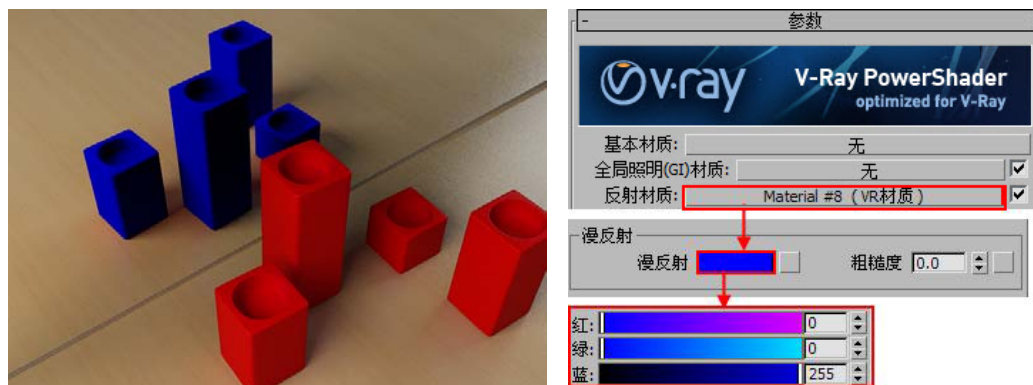 - 参数
v·ray V-Ray PowerShader
optimized for V-Ray
基本材质: 无
全局照明(GI)材质: 无
反射材质: Material #8 (VR材质)
漫反射
漫反射 粗糙度 0.0
红: 0
绿: 0
蓝: 255